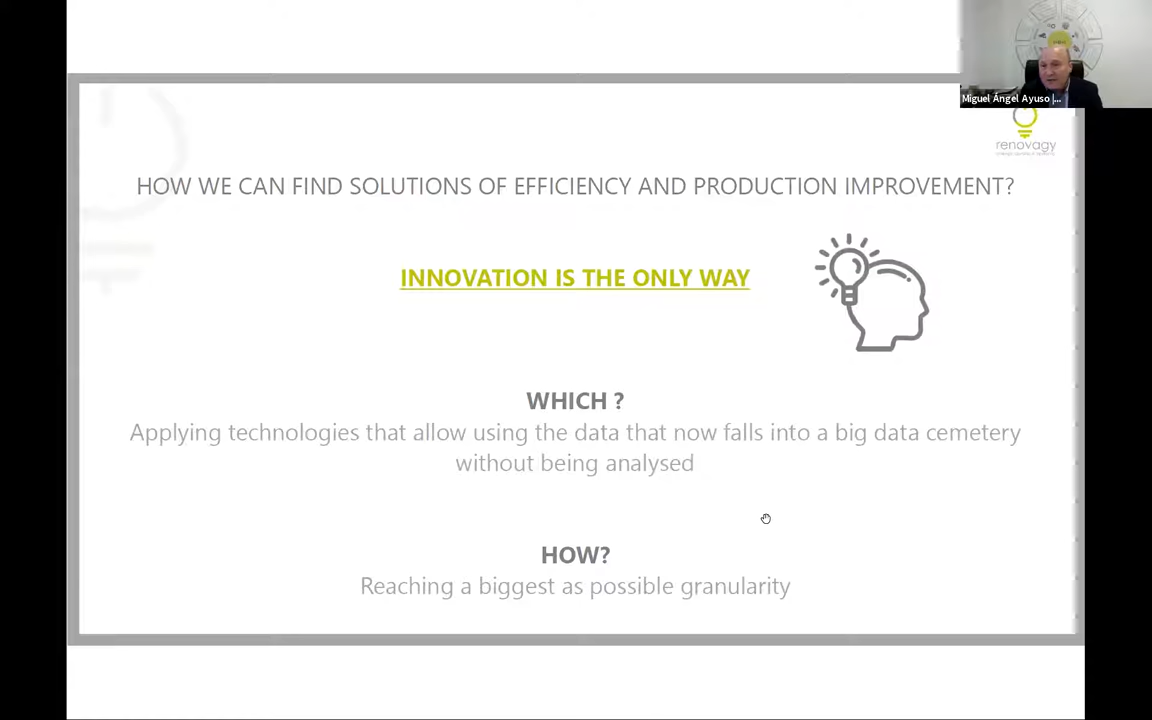 Miguel Ángel Ayuso |...
renovagy
HOW WE CAN FIND SOLUTIONS OF EFFICIENCY AND PRODUCTION IMPROVEMENT?
INNOVATION IS THE ONLY WAY
WHICH ?
Applying technologies that allow using the data that now falls into a big data cemetery
without being analysed
HOW?
Reaching a biggest as possible granularity